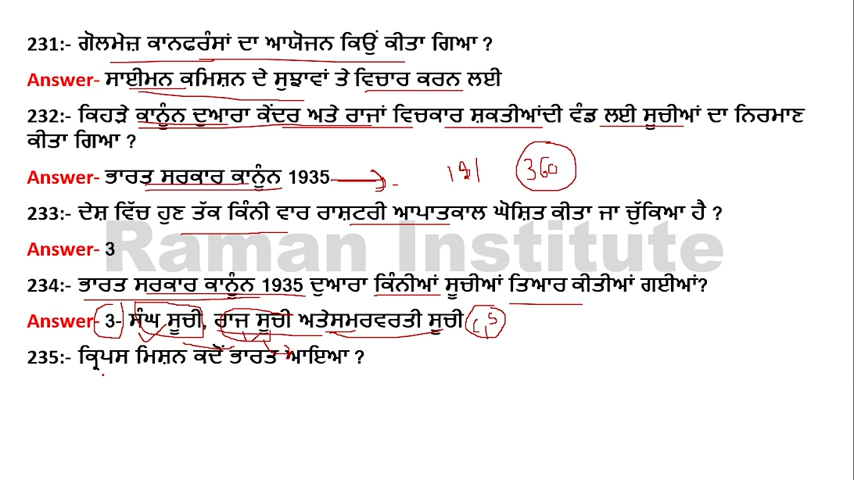 231:- ਗੋਲਮੇਜ਼ ਕਾਨਫਰੰਸਾਂ ਦਾ ਆਯੋਜਨ ਕਿਉਂ ਕੀਤਾ ਗਿਆ ?
Answer- ਸਾਈਮਨ ਕਮਿਸ਼ਨ ਦੇ ਸੁਝਾਵਾਂ ਤੇ ਵਿਚਾਰ ਕਰਨ ਲਈ
232:- ਕਿਹੜੇ ਕਾਨੂੰਨ ਦੁਆਰਾ ਕੇਂਦਰ ਅਤੇ ਰਾਜਾਂ ਵਿਚਕਾਰ ਸ਼ਕਤੀਆਂਦੀ ਵੰਡ ਲਈ ਸੂਚੀਆਂ ਦਾ ਨਿਰਮਾਣ
ਕੀਤਾ ਗਿਆ ?
Answer- ਭਾਰਤ ਸਰਕਾਰ ਕਾਨੂੰਨ 1935 360
233:- ਦੇਸ਼ ਵਿੱਚ ਹੁਣ ਤੱਕ ਕਿੰਨੀ ਵਾਰ ਰਾਸ਼ਟਰੀ ਆਪਾਤਕਾਲ ਘੋਸ਼ਿਤ ਕੀਤਾ ਜਾ ਚੁੱਕਿਆ ਹੈ ?
Raman Institute
Answer- 3
234:- ਭਾਰਤ ਸਰਕਾਰ ਕਾਨੂੰਨ 1935 ਦੁਆਰਾ ਕਿੰਨੀਆਂ ਸੂਚੀਆਂ ਤਿਆਰ ਕੀਤੀਆਂ ਗਈਆਂ?
Answer- 3- ਸੰਘ ਸੂਚੀ, ਰਾਜ ਸੂਚੀ ਅਤੇਸਮਰਵਰਤੀ ਸੂਚੀ
235:- ਕ੍ਰਿਪਸ ਮਿਸ਼ਨ ਕਦੋਂ ਭਾਰਤ ਆਇਆ ?